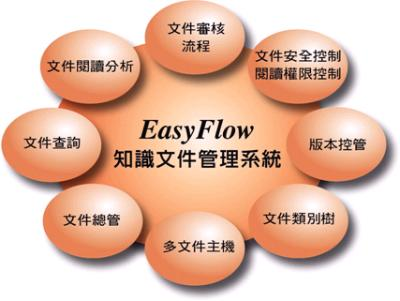 文件審核
流程
文件閱讀分析
文件安全控制
閱讀權限控制
EasyFlow
知識文件管理系統
文件查詢
版本控管
文件總管
文件類別樹
多文件主機